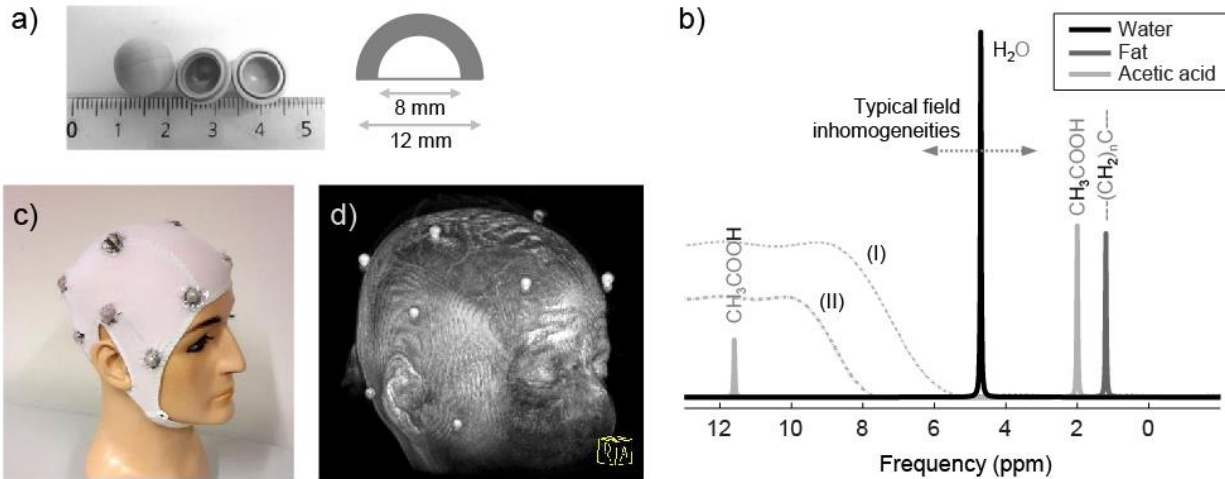 a)
0 1 2 3 4 5
8 mm
12 mm
b)
H₂O
Water
Fat
Acetic acid
Typical field
inhomogeneities
CH₃COOH
CH₃COOH
----(CH₂)ₙC----
(I)
(II)
12 10 8 6 4 2 0
Frequency (ppm)
c)
d)
R A